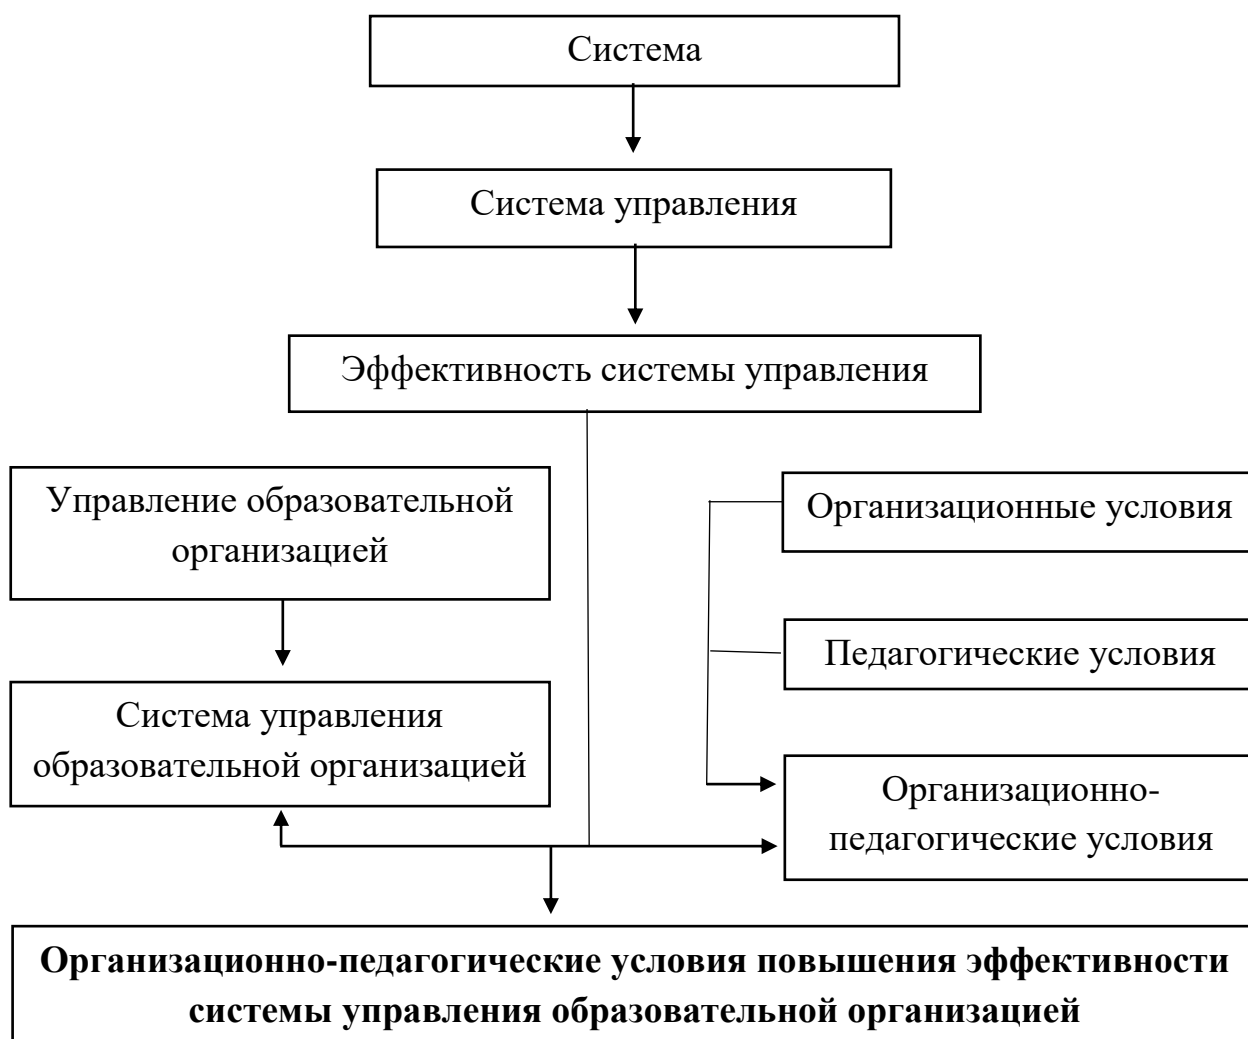 Система
Система управления
Эффективность системы управления
Управление образовательной
организацией
Система управления
образовательной организацией
Организационные условия
Педагогические условия
Организационно-
педагогические условия
Организационно-педагогические условия повышения эффективности
системы управления образовательной организацией